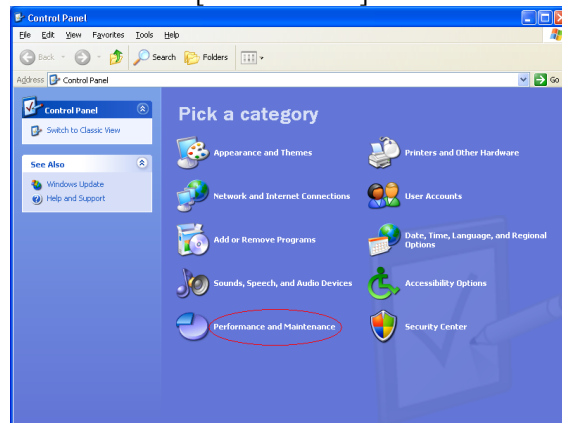 Control Panel
File Edit View Favorites Tools Help
Back Search Folders
Address Control Panel Go
Control Panel
Switch to Classic View
See Also
Windows Update
Help and Support
Pick a category
Appearance and Themes
Printers and Other Hardware
Network and Internet Connections
User Accounts
Add or Remove Programs
Date, Time, Language, and Regional
Options
Sounds, Speech, and Audio Devices
Accessibility Options
Performance and Maintenance
Security Center